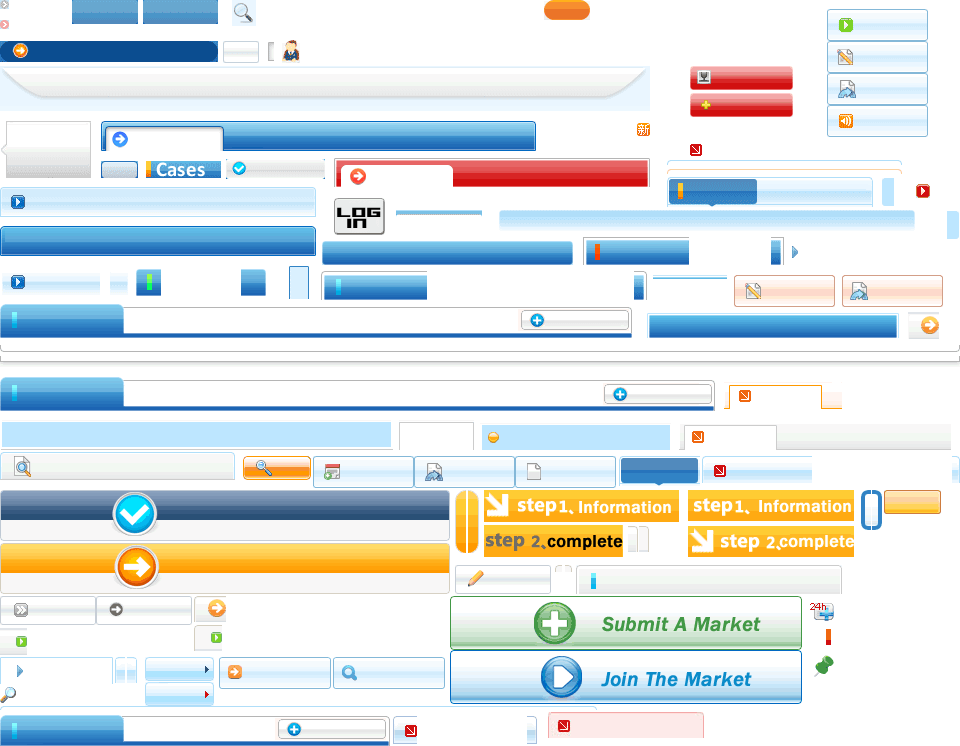 Cases
LOG
IN
step1、Information
step1、Information
step 2、complete
step 2、complete
24h.
Submit A Market
Join The Market